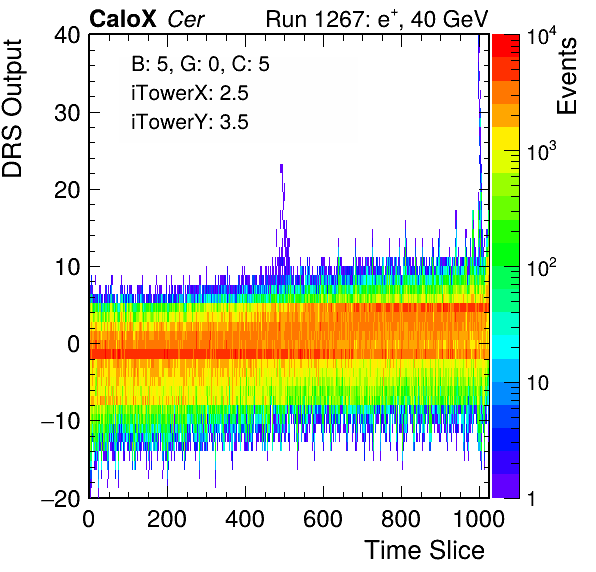 CaloX Cer
Run 1267: e+, 40 GeV
B: 5, G: 0, C: 5
iTowerX: 2.5
iTowerY: 3.5
DRS Output
40
30
20
10
0
−10
−20
0 200 400 600 800 1000
Time Slice
Events
10^4
10^3
10^2
10
1